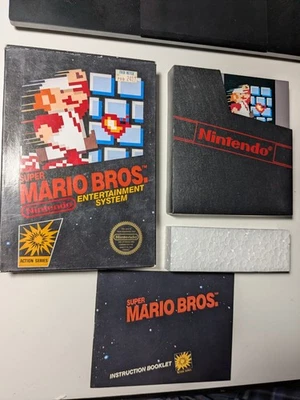 SUPER
MARIO BROS.
Nintendo
ENTERTAINMENT
SYSTEM
ACTION SERIES
Nintendo®
SUPER
MARIO BROS.
INSTRUCTION BOOKLET